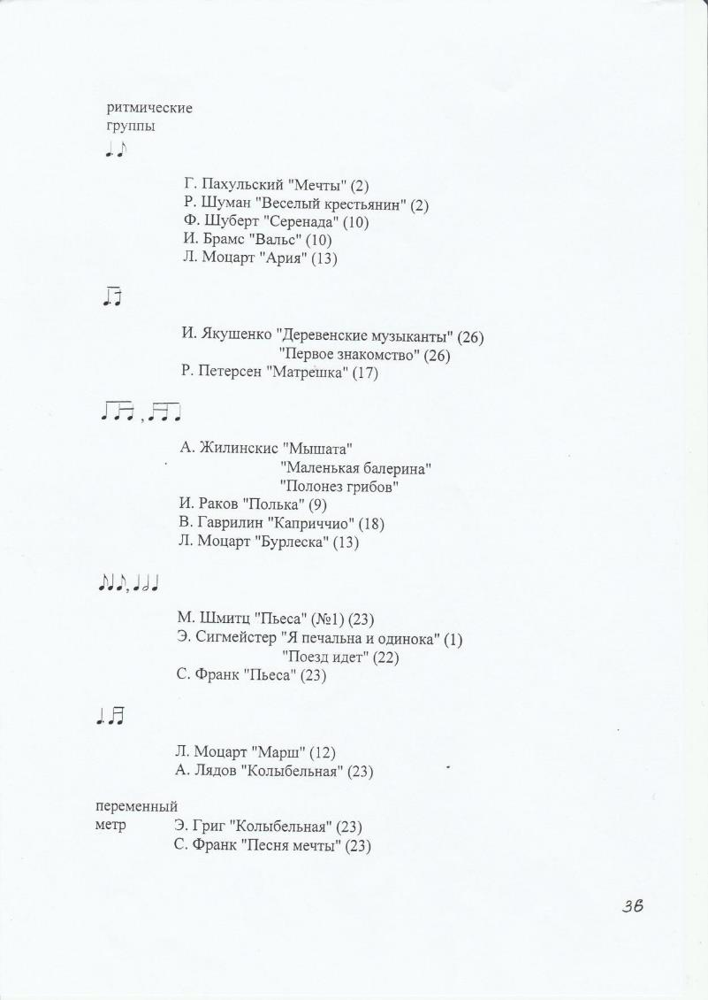 ритмические
группы
Г. Пахульский "Мечты" (2)
Р. Шуман "Веселый крестьянин" (2)
Ф. Шуберт "Серенада" (10)
И. Брамс "Вальс" (10)
Л. Моцарт "Ария" (13)
И. Якушенко "Деревенские музыканты" (26)
"Первое знакомство" (26)
Р. Петерсен "Матрешка" (17)
А. Жилинскис "Мышата"
"Маленькая балерина"
"Полонез грибов"
И. Раков "Полька" (9)
В. Гаврилин "Каприччио" (18)
Л. Моцарт "Бурлеска" (13)
М. Шмитц "Пьеса" (№1) (23)
Э. Сигмейстер "Я печальна и одинока" (1)
"Поезд идет" (22)
С. Франк "Пьеса" (23)
Л. Моцарт "Марш" (12)
А. Лядов "Колыбельная" (23)
переменный
метр Э. Григ "Колыбельная" (23)
С. Франк "Песня мечты" (23)
36